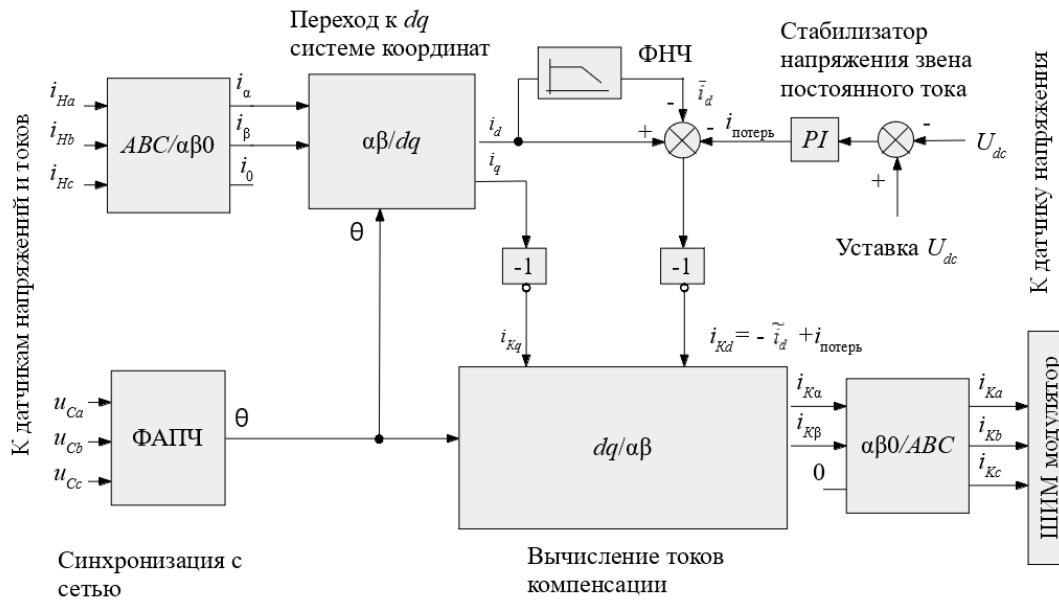 Переход к dq
системе координат
ФНЧ
Стабилизатор
напряжения звена
постоянного тока
К датчику напряжения
К датчикам напряжений и токов
i_Ha
i_Hb
i_Hc
ABC/αβ0
i_α
i_β
i_0
αβ/dq
i_d
i_q
ī_d
-
+
-
i_потерь
PI
-
+
U_dc
Уставка U_dc
θ
-1
-1
i_Kq
i_Kd = - ĩ_d + i_потерь
u_Ca
u_Cb
u_Cc
ФАПЧ
θ
dq/αβ
i_Kα
i_Kβ
0
αβ0/ABC
i_Ka
i_Kb
i_Kc
ШИМ модулятор
Синхронизация с
сетью
Вычисление токов
компенсации